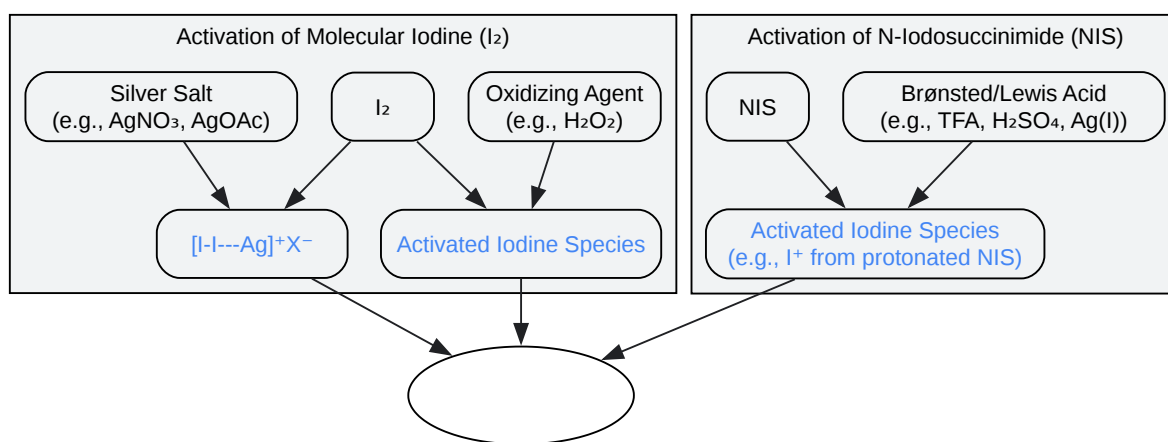 Activation of Molecular Iodine (I₂)
Silver Salt
(e.g., AgNO₃, AgOAc)
I₂
Oxidizing Agent
(e.g., H₂O₂)
[I-I---Ag]⁺X⁻
Activated Iodine Species
Activation of N-Iodosuccinimide (NIS)
NIS
Brønsted/Lewis Acid
(e.g., TFA, H₂SO₄, Ag(I))
Activated Iodine Species
(e.g., I⁺ from protonated NIS)